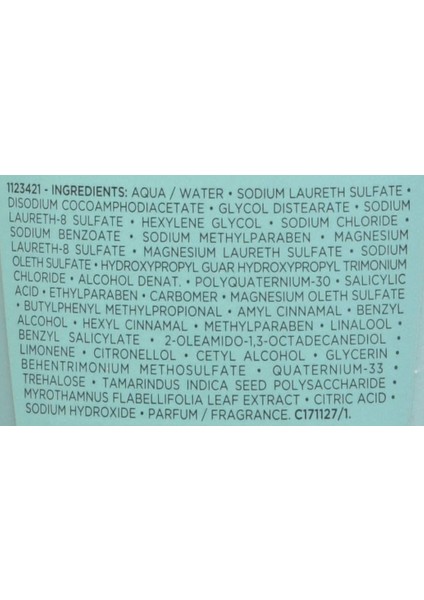 1123421 - INGREDIENTS: AQUA / WATER • SODIUM LAURETH SULFATE •
DISODIUM COCOAMPHODIACETATE • GLYCOL DISTEARATE • SODIUM
LAURETH-8 SULFATE • HEXYLENE GLYCOL • SODIUM CHLORIDE •
SODIUM BENZOATE • SODIUM METHYLPARABEN • MAGNESIUM
LAURETH-8 SULFATE • MAGNESIUM LAURETH SULFATE • SODIUM
OLETH SULFATE • HYDROXYPROPYL GUAR HYDROXYPROPYL TRIMONIUM
CHLORIDE • ALCOHOL DENAT. • POLYQUATERNIUM-30 • SALICYLIC
ACID • ETHYLPARABEN • CARBOMER • MAGNESIUM OLETH SULFATE
• BUTYLPHENYL METHYLPROPIONAL • AMYL CINNAMAL • BENZYL
ALCOHOL • HEXYL CINNAMAL • METHYLPARABEN • LINALOOL •
BENZYL SALICYLATE • 2-OLEAMIDO-1,3-OCTADECANEDIOL •
LIMONENE • CITRONELLOL • CETYL ALCOHOL • GLYCERIN •
BEHENTRIMONIUM METHOSULFATE • QUATERNIUM-33 •
TREHALOSE • TAMARINDUS INDICA SEED POLYSACCHARIDE •
MYROTHAMNUS FLABELLIFOLIA LEAF EXTRACT • CITRIC ACID •
SODIUM HYDROXIDE • PARFUM / FRAGRANCE. C171127/1.